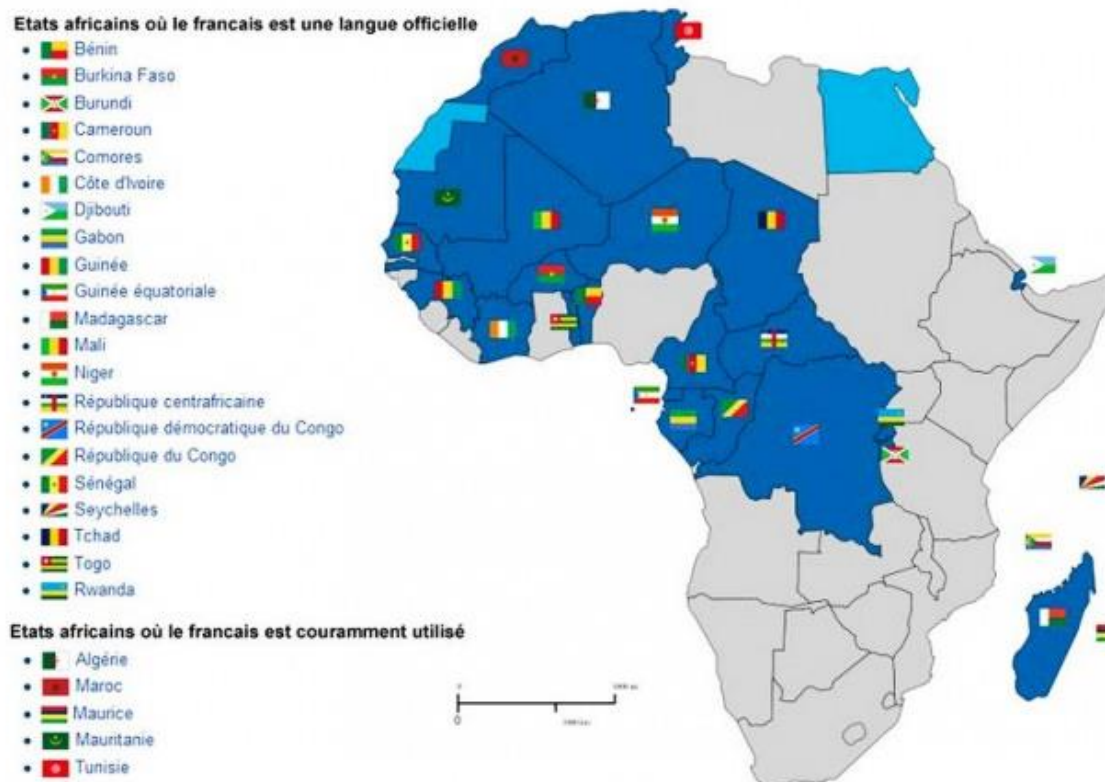 Etats africains où le francais est une langue officielle
Bénin
Burkina Faso
Burundi
Cameroun
Comores
Côte d'Ivoire
Djibouti
Gabon
Guinée
Guinée équatoriale
Madagascar
Mali
Niger
République centrafricaine
République démocratique du Congo
République du Congo
Sénégal
Seychelles
Tchad
Togo
Rwanda
Etats africains où le francais est couramment utilisé
Algérie
Maroc
Maurice
Mauritanie
Tunisie
0
0